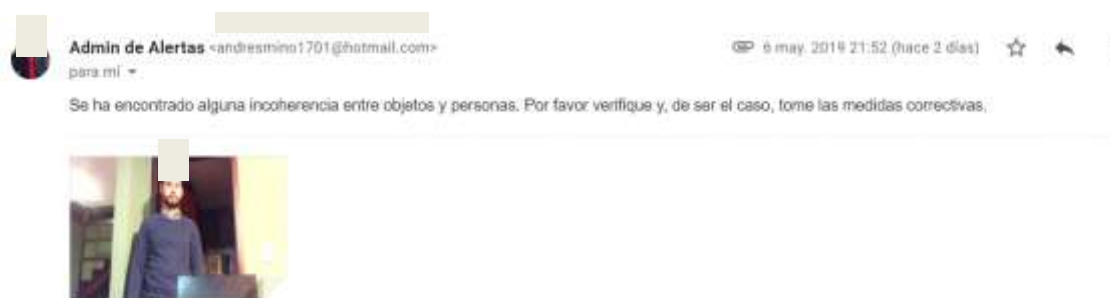 Admin de Alertas <andresmino1701@hotmail.com> 6 may. 2019 21:52 (hace 2 días)
para mí
Se ha encontrado alguna incoherencia entre objetos y personas. Por favor verifique y, de ser el caso, tome las medidas correctivas.